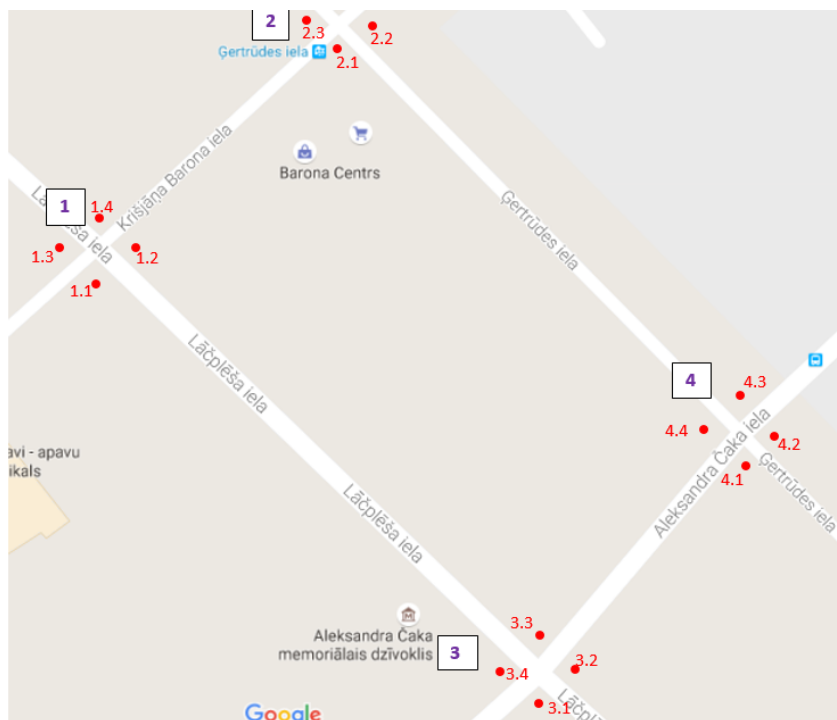 2
2.3
2.2
Ģertrūdes iela
2.1
Krišjāņa Barona iela
Barona Centrs
1
1.4
1.3
1.2
1.1
Ģertrūdes iela
Lāčplēša iela
4
4.3
4.4
4.2
4.1
Aleksandra Čaka iela
Ģertrūdes iela
avi - apavu
ikals
Lāčplēša iela
3.3
Aleksandra Čaka
memoriālais dzīvoklis
3
3.4
3.2
3.1
Google